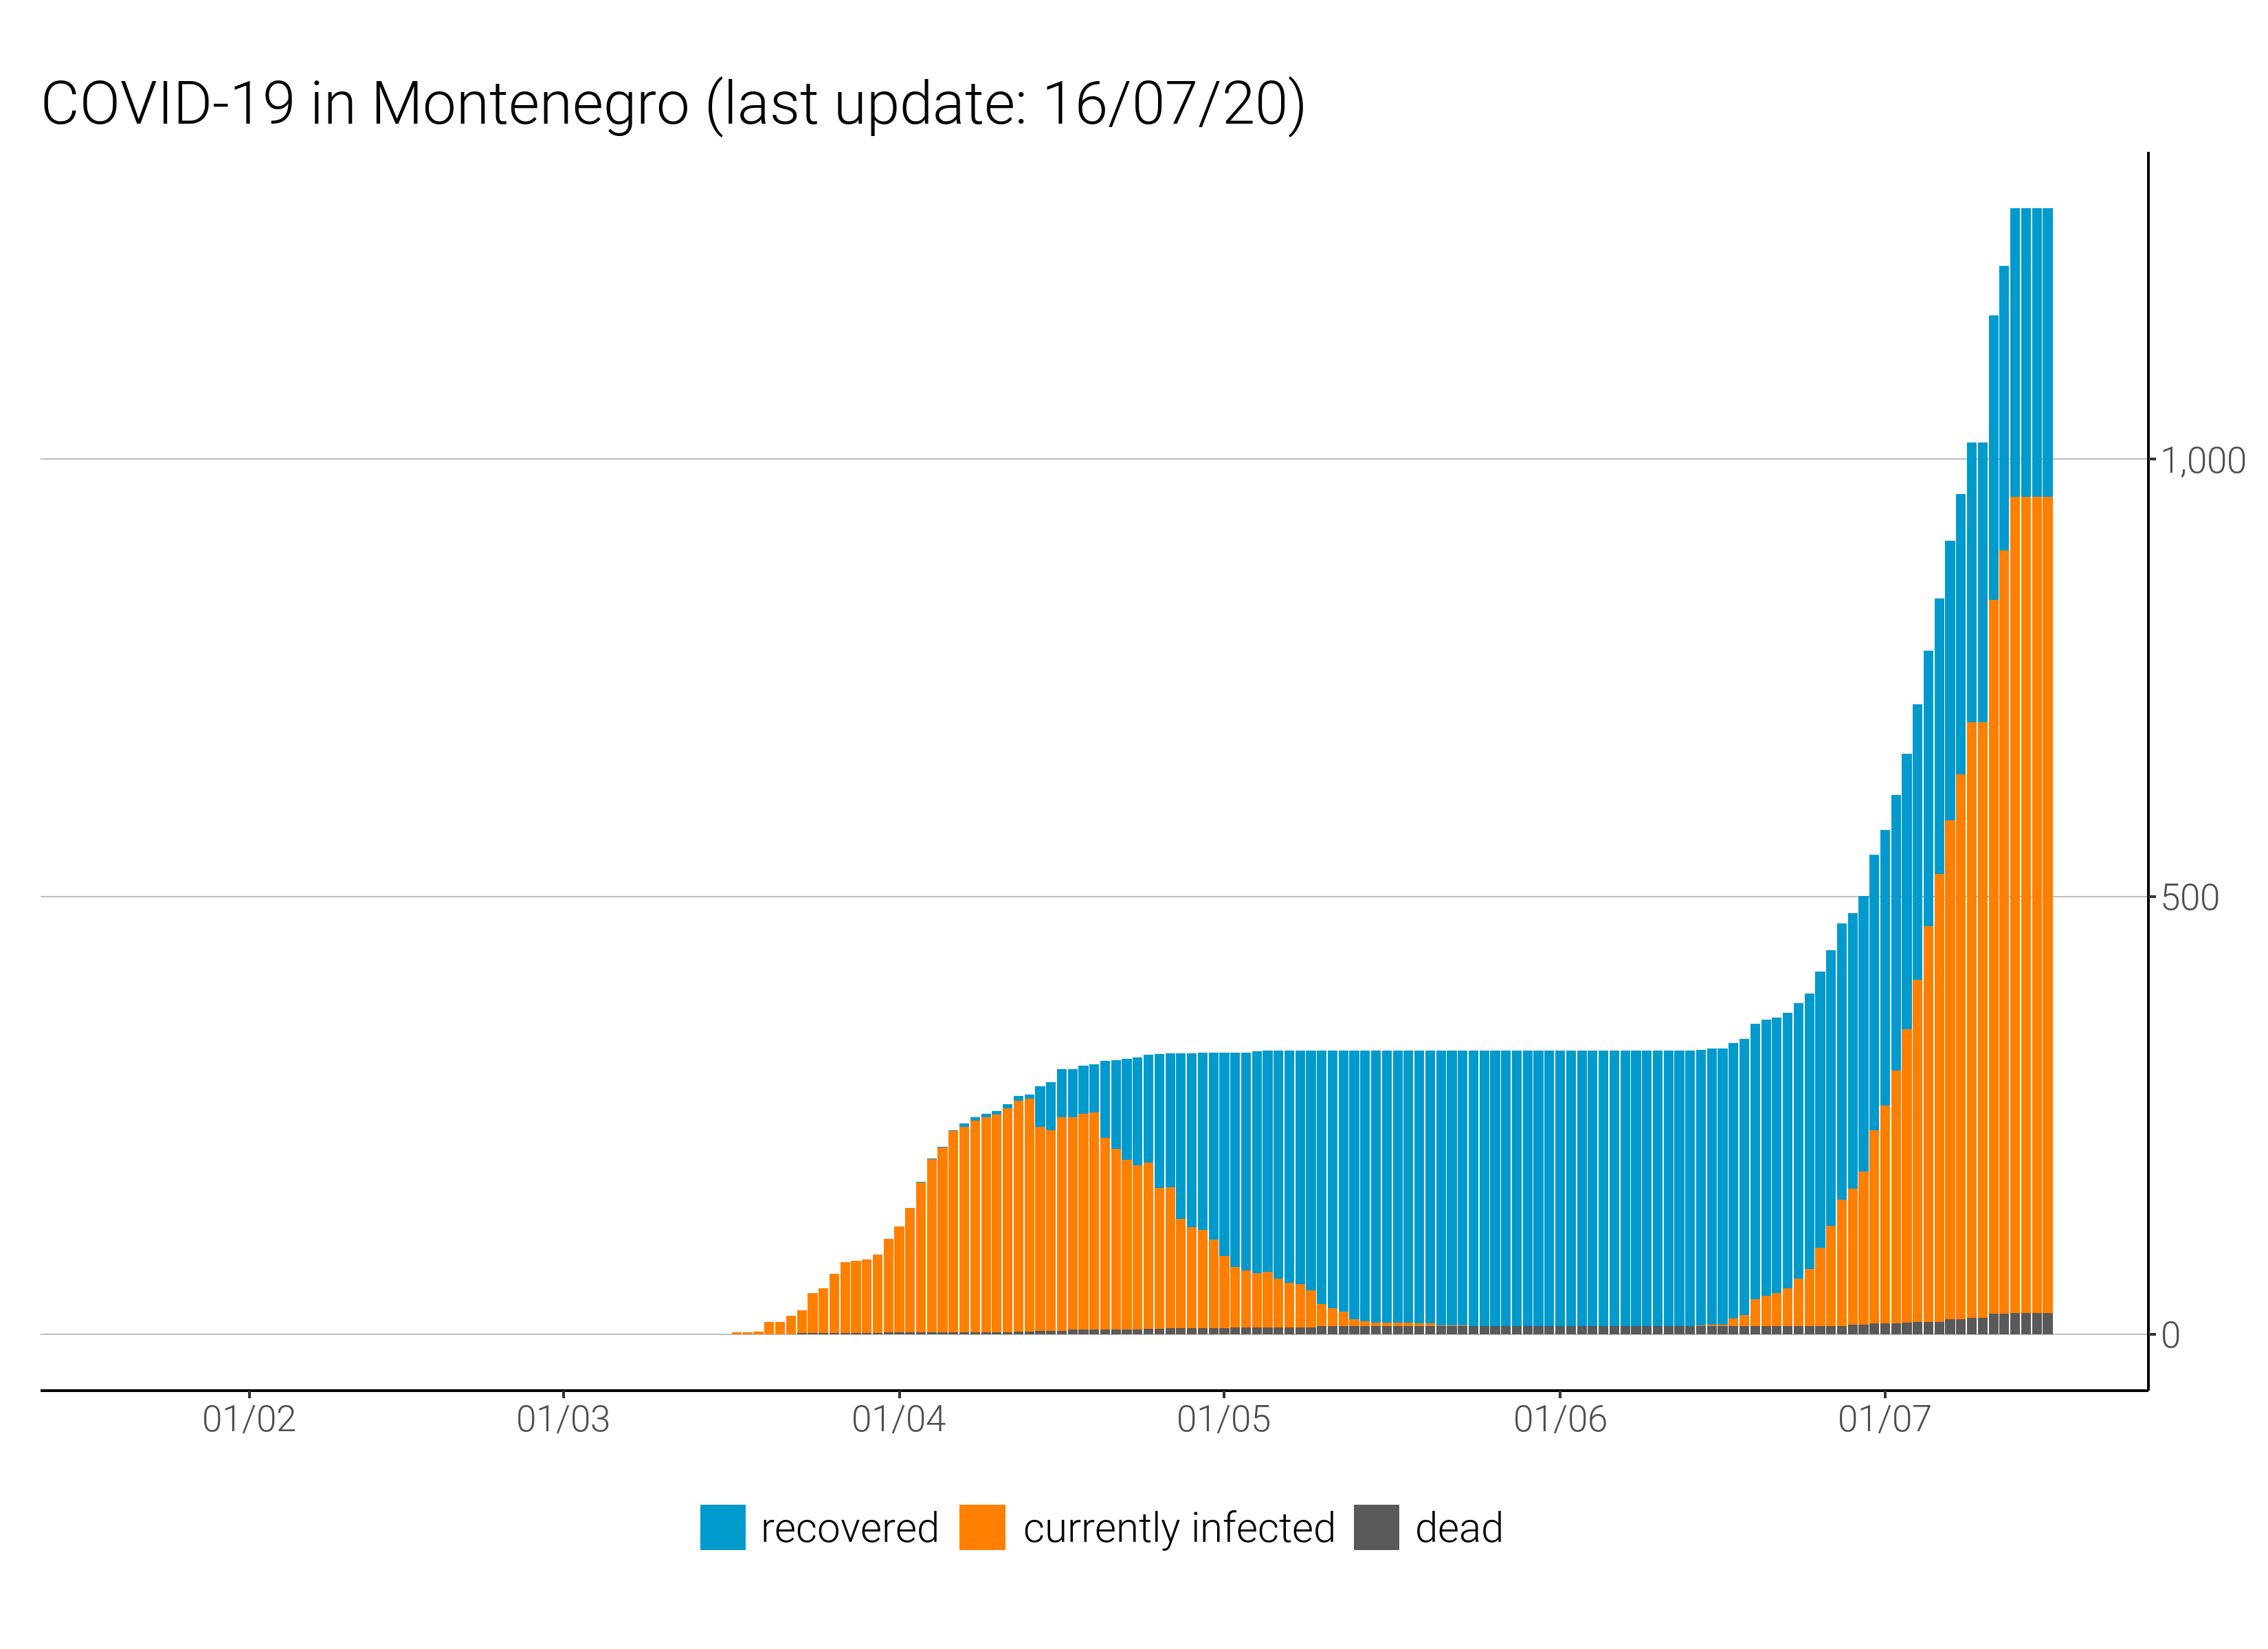 COVID-19 in Montenegro (last update: 16/07/20)
1,000
500
0
01/02 01/03 01/04 01/05 01/06 01/07
recovered currently infected dead